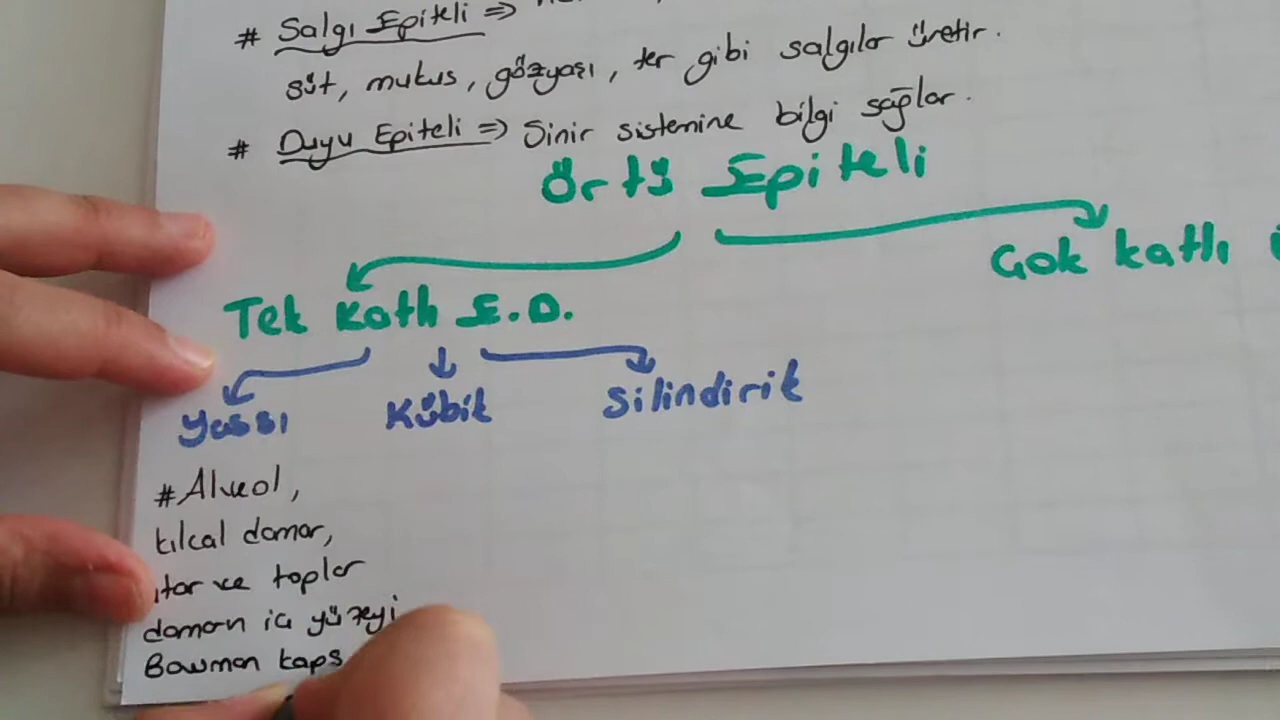 # Salgı Epiteli =>
süt, mukus, gözyaşı, ter gibi salgılar üretir.
# Duyu Epiteli => Sinir sistemine bilgi sağlar.
Örtü Epiteli
Tek Katlı E.D.
Çok katlı
Yassı
Kübik
Silindirik
#Alveol,
kılcal damar,
atar ve toplar
damarın iç yüzeyi
Bowman kaps